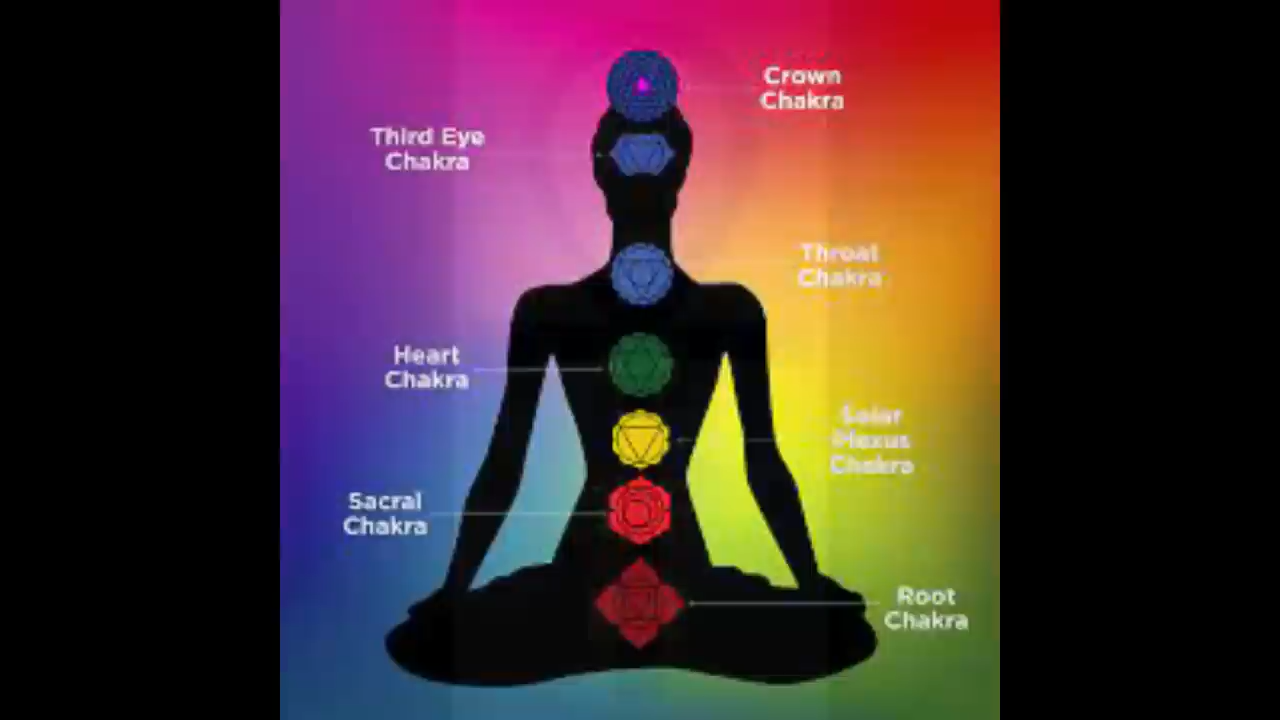 Crown
Chakra
Third Eye
Chakra
Throat
Chakra
Heart
Chakra
Solar
Plexus
Chakra
Sacral
Chakra
Root
Chakra